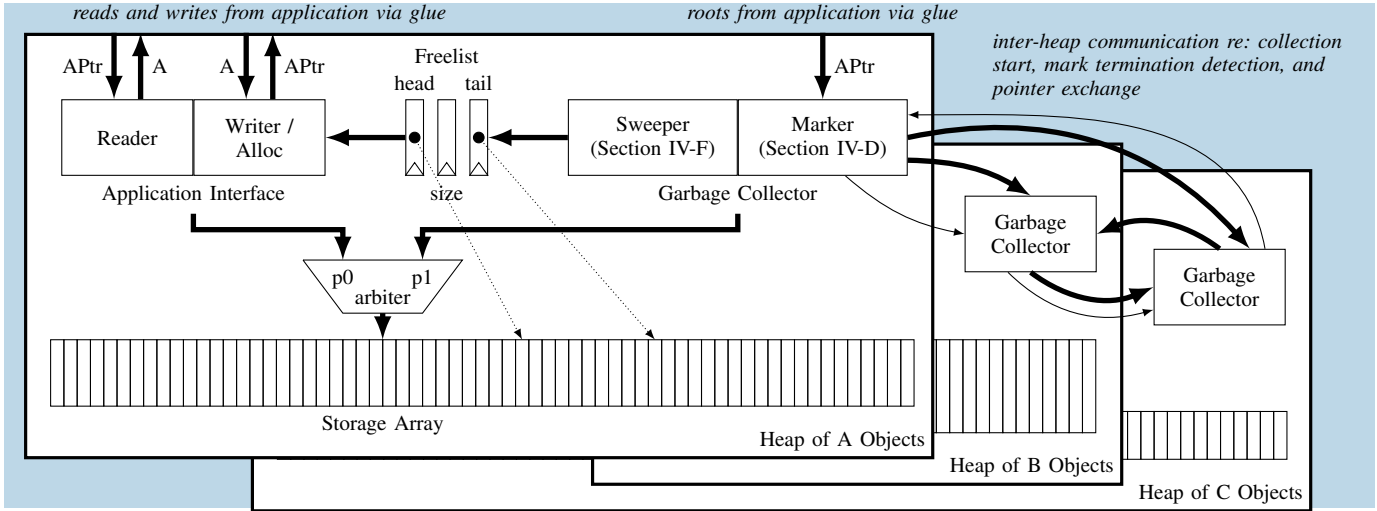 reads and writes from application via glue
roots from application via glue
inter-heap communication re: collection
start, mark termination detection, and
pointer exchange
APtr
A
A
APtr
Freelist
head
tail
APtr
Reader
Writer /
Alloc
Sweeper
(Section IV-F)
Marker
(Section IV-D)
Application Interface
size
Garbage Collector
Garbage
Collector
Garbage
Collector
p0
p1
arbiter
Storage Array
Heap of A Objects
Heap of B Objects
Heap of C Objects